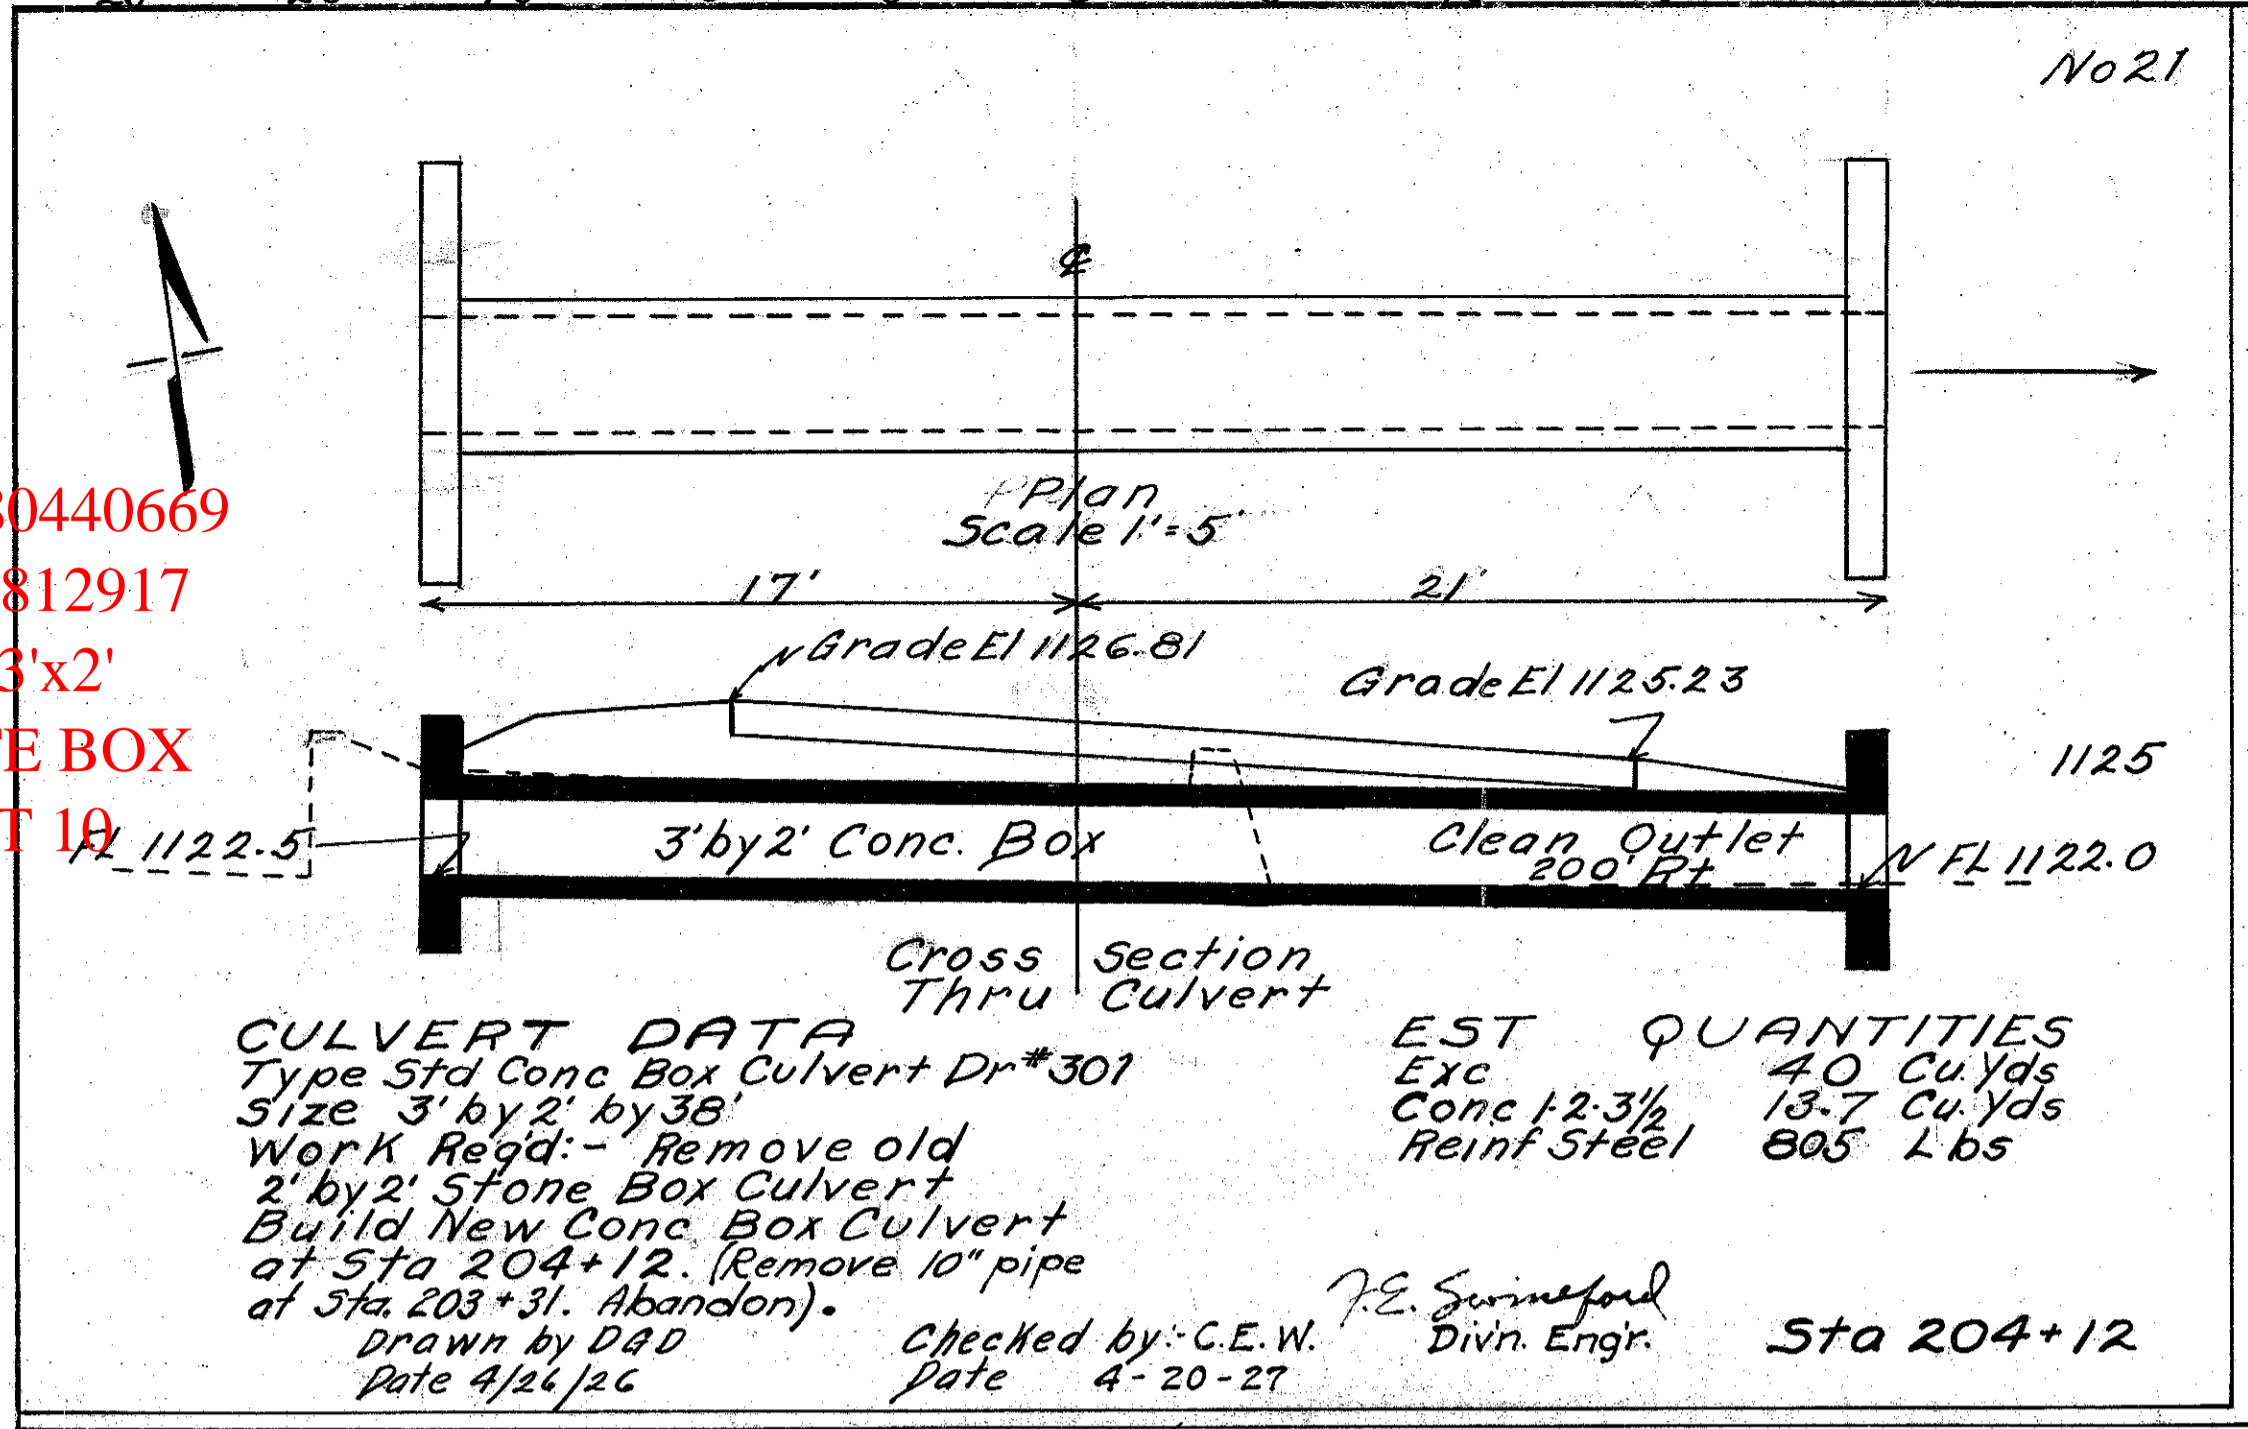 No 21
℄
Plan
Scale 1"=5'
17' 21'
Grade El 1126.81
Grade El 1125.23
1125
FL 1122.5
3' by 2' Conc. Box
Clean Outlet
200' Rt
FL 1122.0
Cross Section
Thru Culvert
80440669
812917
3'x2'
TE BOX
T 10
CULVERT DATA
Type Std Conc Box Culvert Dr #301
Size 3' by 2' by 38'
Work Req'd:- Remove old
2' by 2' Stone Box Culvert
Build New Conc Box Culvert
at Sta 204+12. (Remove 10" pipe
at Sta. 203+31. Abandon).
Drawn by DGD
Date 4/26/26
Checked by:- C.E.W.
Date 4-20-27
EST QUANTITIES
Exc 40 Cu. Yds
Conc 1-2-3½ 13.7 Cu. Yds
Reinf Steel 805 Lbs
F.E. Swineford
Div'n. Engr.
Sta 204+12